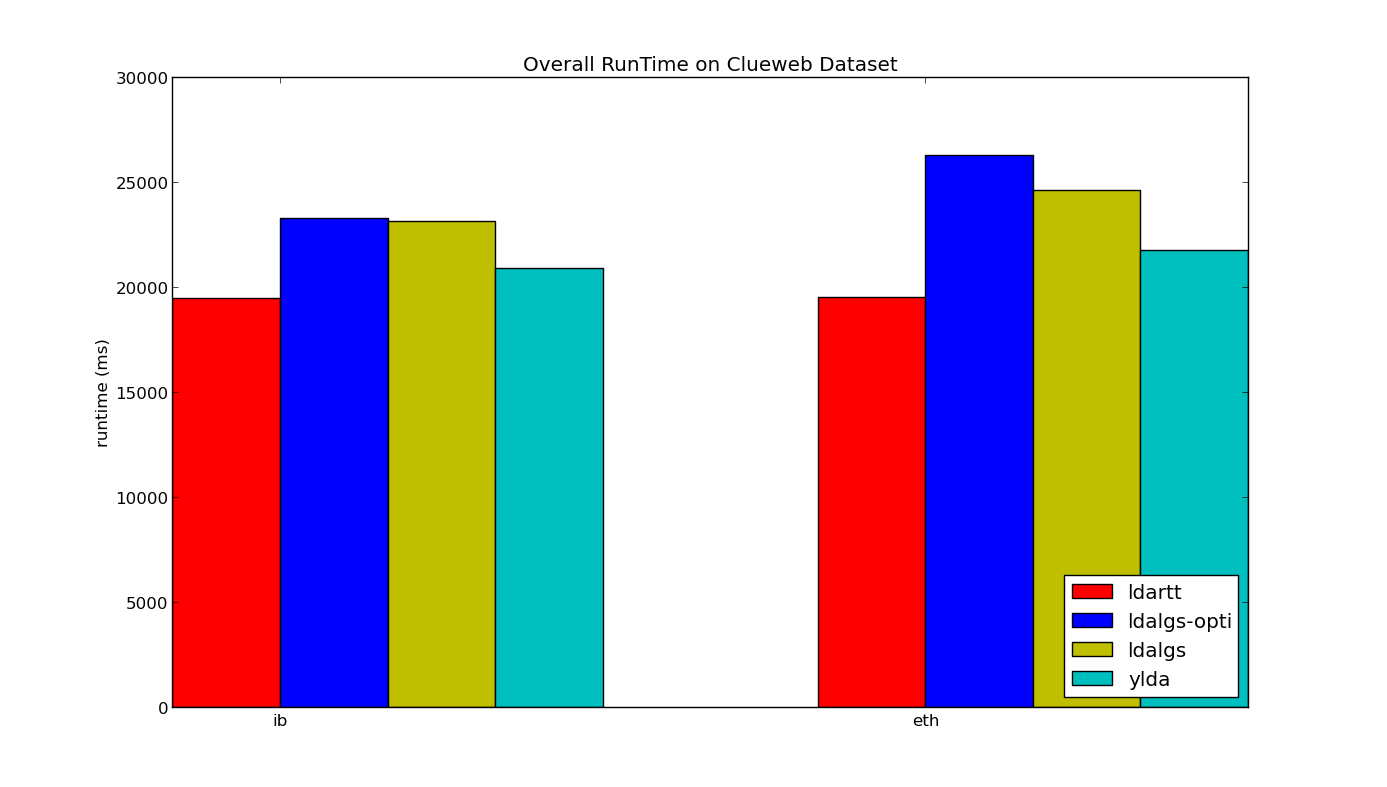 Overall RunTime on Clueweb Dataset
30000
25000
20000
15000
10000
5000
0
runtime (ms)
ib
eth
ldartt
ldalgs-opti
ldalgs
ylda